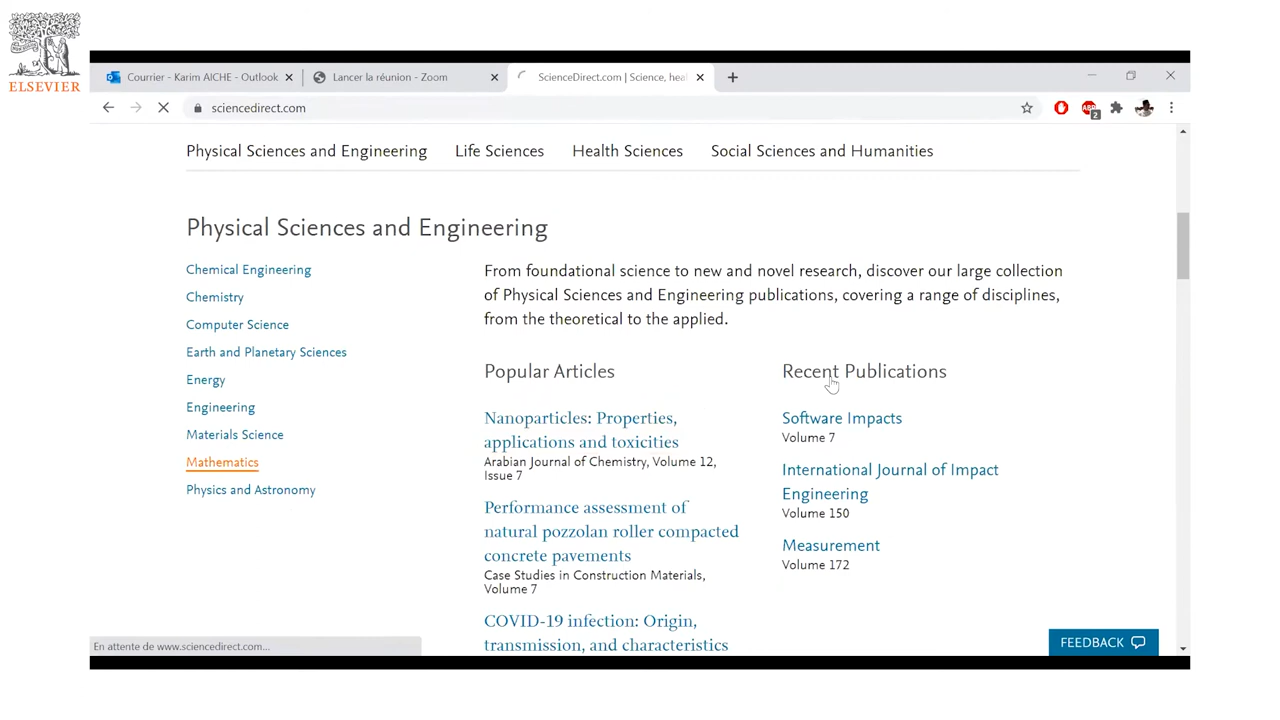 ELSEVIER
Courrier - Karim AICHE - Outlook
Lancer la réunion - Zoom
ScienceDirect.com | Science, hea
sciencedirect.com
2
Physical Sciences and Engineering
Life Sciences
Health Sciences
Social Sciences and Humanities
Physical Sciences and Engineering
Chemical Engineering
Chemistry
Computer Science
Earth and Planetary Sciences
Energy
Engineering
Materials Science
Mathematics
Physics and Astronomy
From foundational science to new and novel research, discover our large collection
of Physical Sciences and Engineering publications, covering a range of disciplines,
from the theoretical to the applied.
Popular Articles
Nanoparticles: Properties,
applications and toxicities
Arabian Journal of Chemistry, Volume 12,
Issue 7
Performance assessment of
natural pozzolan roller compacted
concrete pavements
Case Studies in Construction Materials,
Volume 7
COVID-19 infection: Origin,
transmission, and characteristics
Recent Publications
Software Impacts
Volume 7
International Journal of Impact
Engineering
Volume 150
Measurement
Volume 172
En attente de www.sciencedirect.com...
FEEDBACK